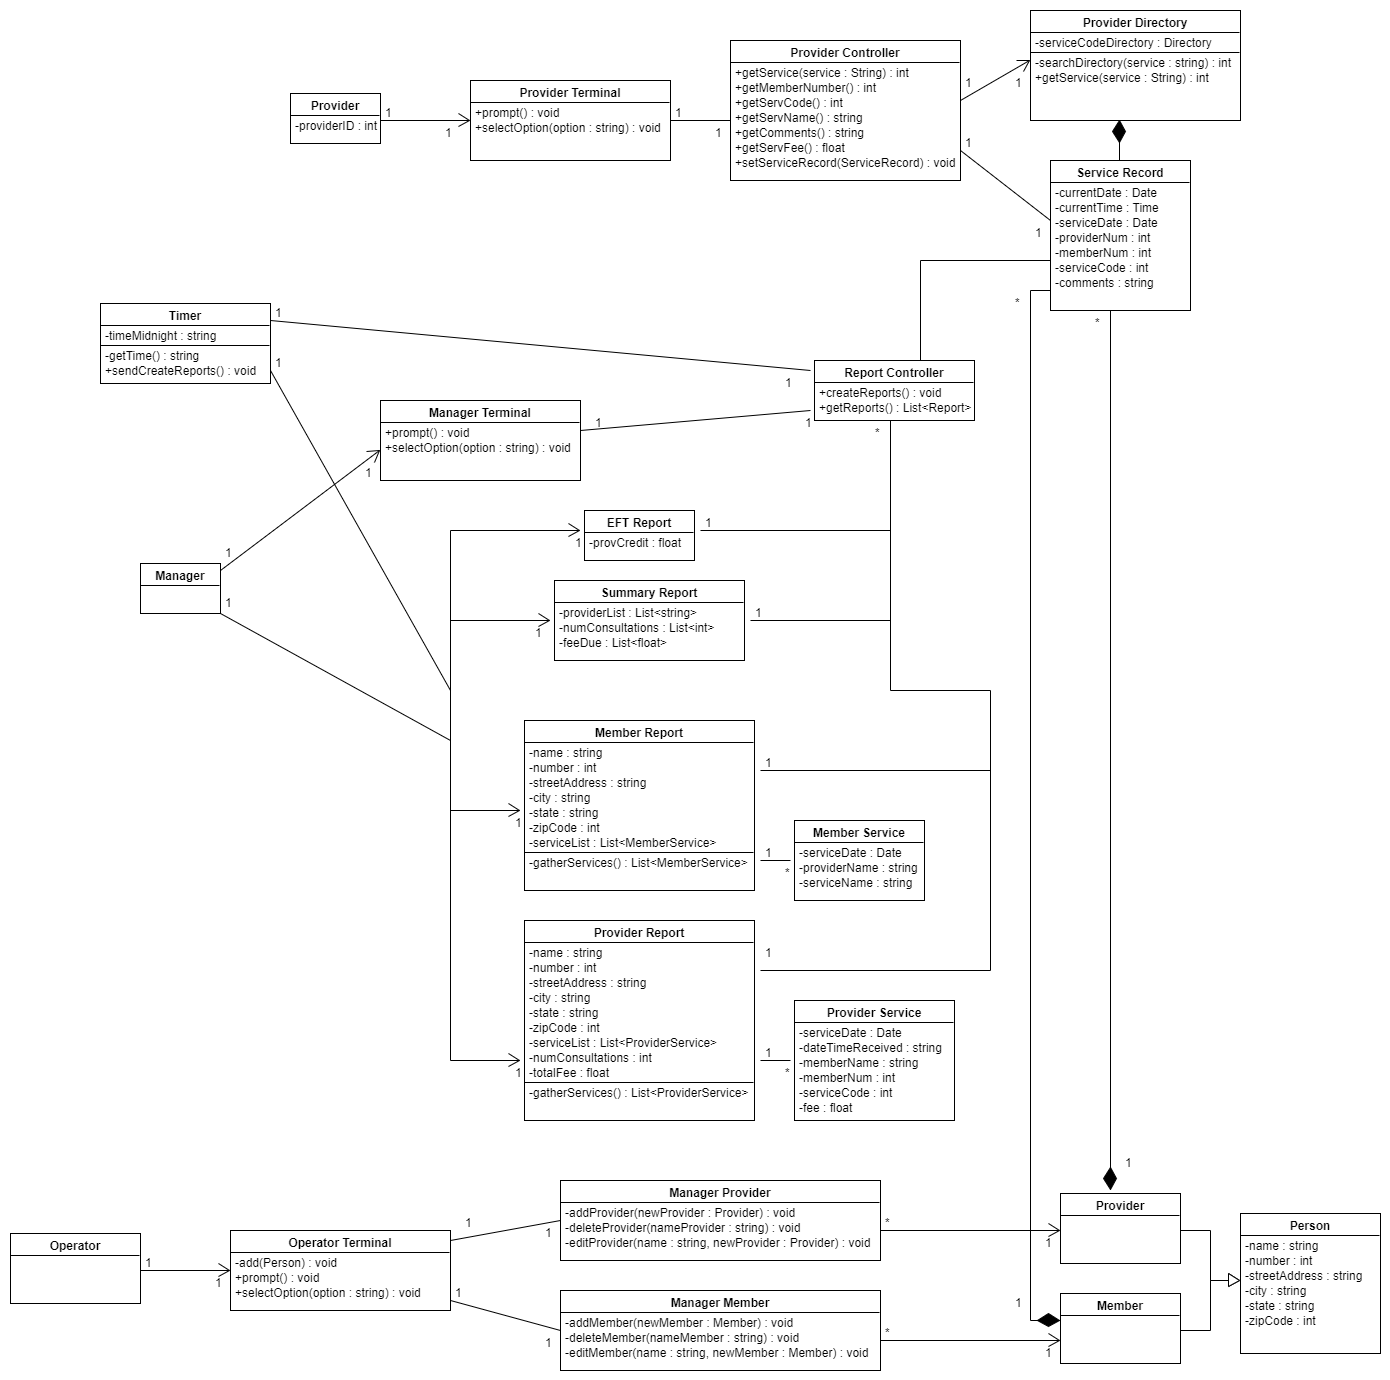 Provider Directory
-serviceCodeDirectory : Directory
-searchDirectory(service : string) : int
+getService(service : String) : int
Provider Controller
+getService(service : String) : int
+getMemberNumber() : int
+getServCode() : int
+getServName() : string
+getComments() : string
+getServFee() : float
+setServiceRecord(ServiceRecord) : void
1
1
Provider Terminal
+prompt() : void
+selectOption(option : string) : void
Provider
-providerID : int
1
1
1
1
1
1
Service Record
-currentDate : Date
-currentTime : Time
-serviceDate : Date
-providerNum : int
-memberNum : int
-serviceCode : int
-comments : string
*
*
Timer
-timeMidnight : string
-getTime() : string
+sendCreateReports() : void
1
1
1
Report Controller
+createReports() : void
+getReports() : List<Report>
*
Manager Terminal
+prompt() : void
+selectOption(option : string) : void
1
1
1
Manager
1
1
EFT Report
-provCredit : float
1
1
Summary Report
-providerList : List<string>
-numConsultations : List<int>
-feeDue : List<float>
1
1
Member Report
-name : string
-number : int
-streetAddress : string
-city : string
-state : string
-zipCode : int
-serviceList : List<MemberService>
-gatherServices() : List<MemberService>
1
1
1
*
Member Service
-serviceDate : Date
-providerName : string
-serviceName : string
Provider Report
-name : string
-number : int
-streetAddress : string
-city : string
-state : string
-zipCode : int
-serviceList : List<ProviderService>
-numConsultations : int
-totalFee : float
-gatherServices() : List<ProviderService>
1
1
1
*
Provider Service
-serviceDate : Date
-dateTimeReceived : string
-memberName : string
-memberNum : int
-serviceCode : int
-fee : float
1
Manager Provider
-addProvider(newProvider : Provider) : void
-deleteProvider(nameProvider : string) : void
-editProvider(name : string, newProvider : Provider) : void
*
1
Provider
Person
-name : string
-number : int
-streetAddress : string
-city : string
-state : string
-zipCode : int
Operator
1
1
Operator Terminal
-add(Person) : void
+prompt() : void
+selectOption(option : string) : void
1
1
1
1
Manager Member
-addMember(newMember : Member) : void
-deleteMember(nameMember : string) : void
-editMember(name : string, newMember : Member) : void
*
1
1
Member